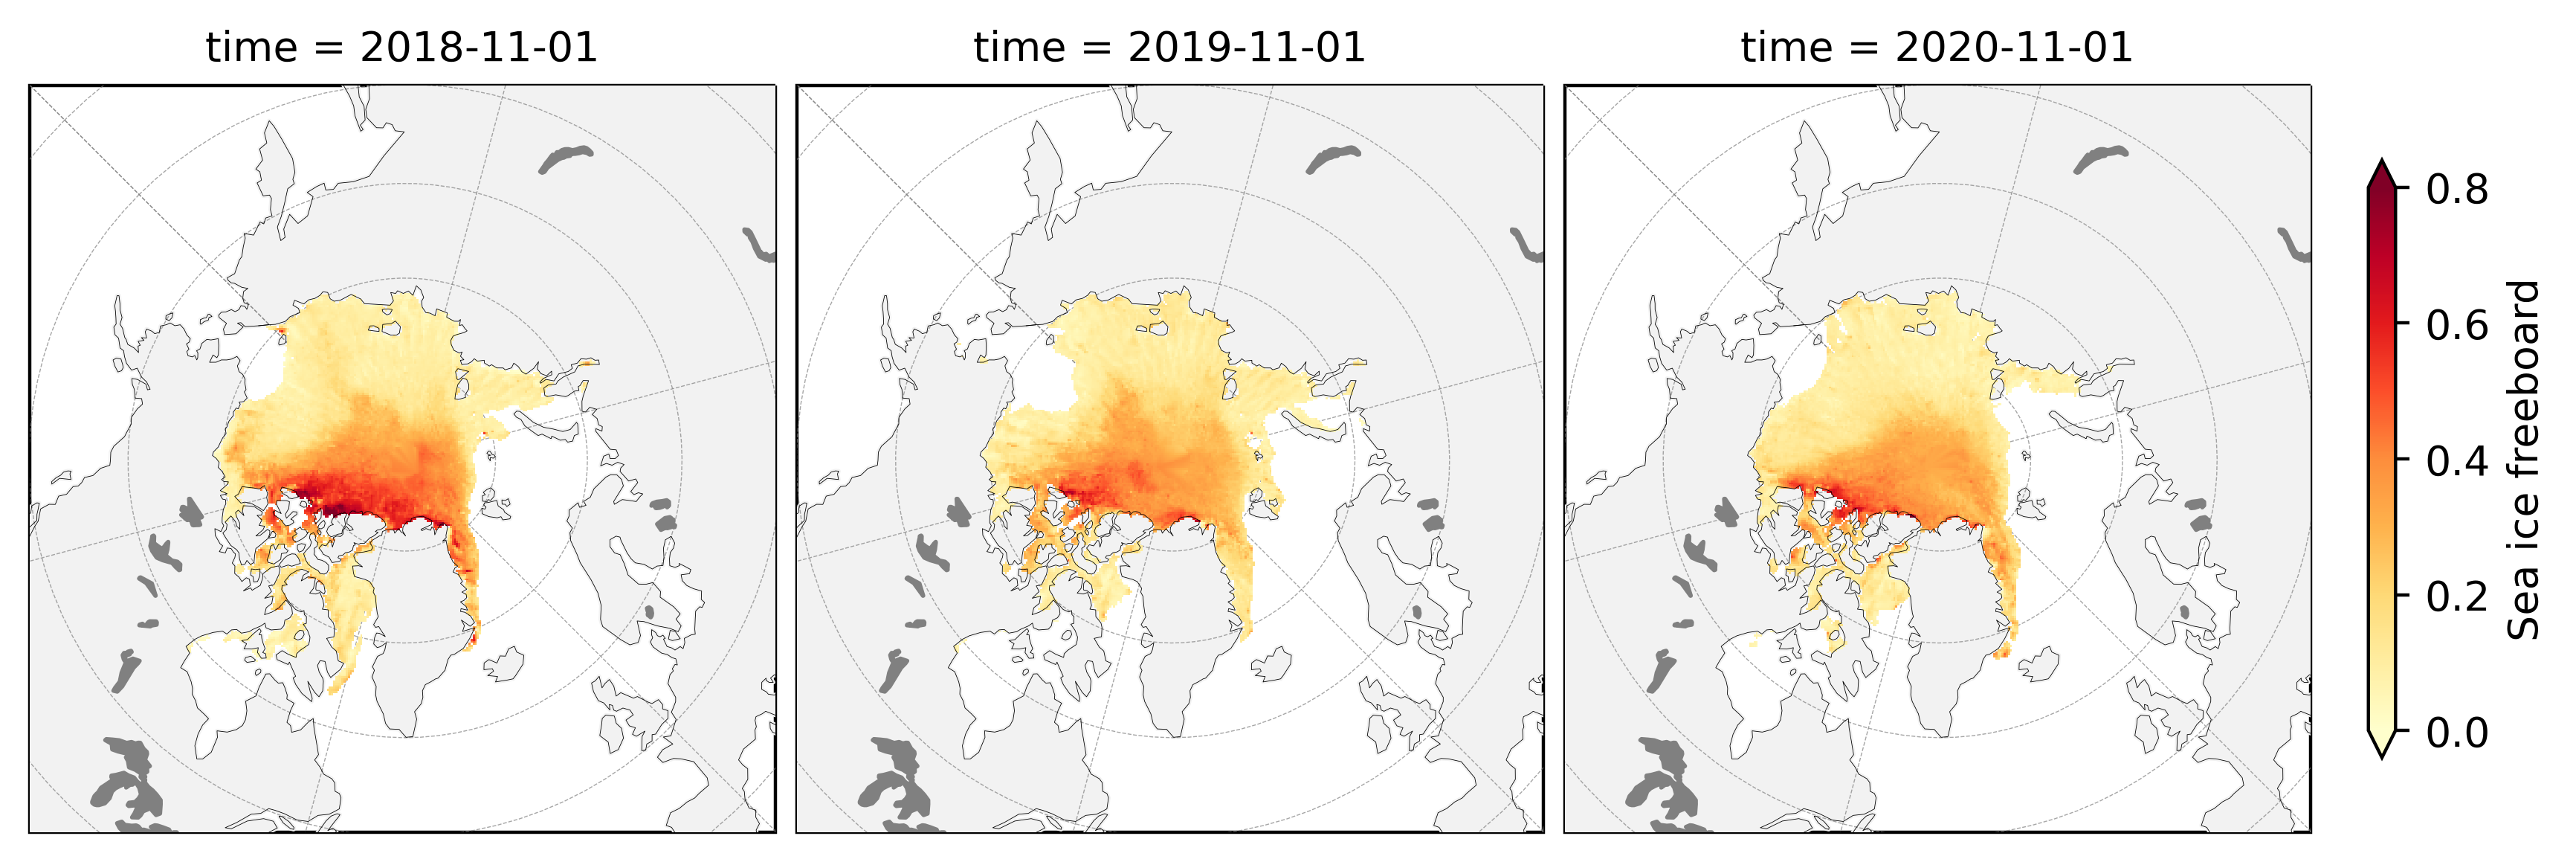 time = 2018-11-01
time = 2019-11-01
time = 2020-11-01
0.8
0.6
0.4
0.2
0.0
Sea ice freeboard